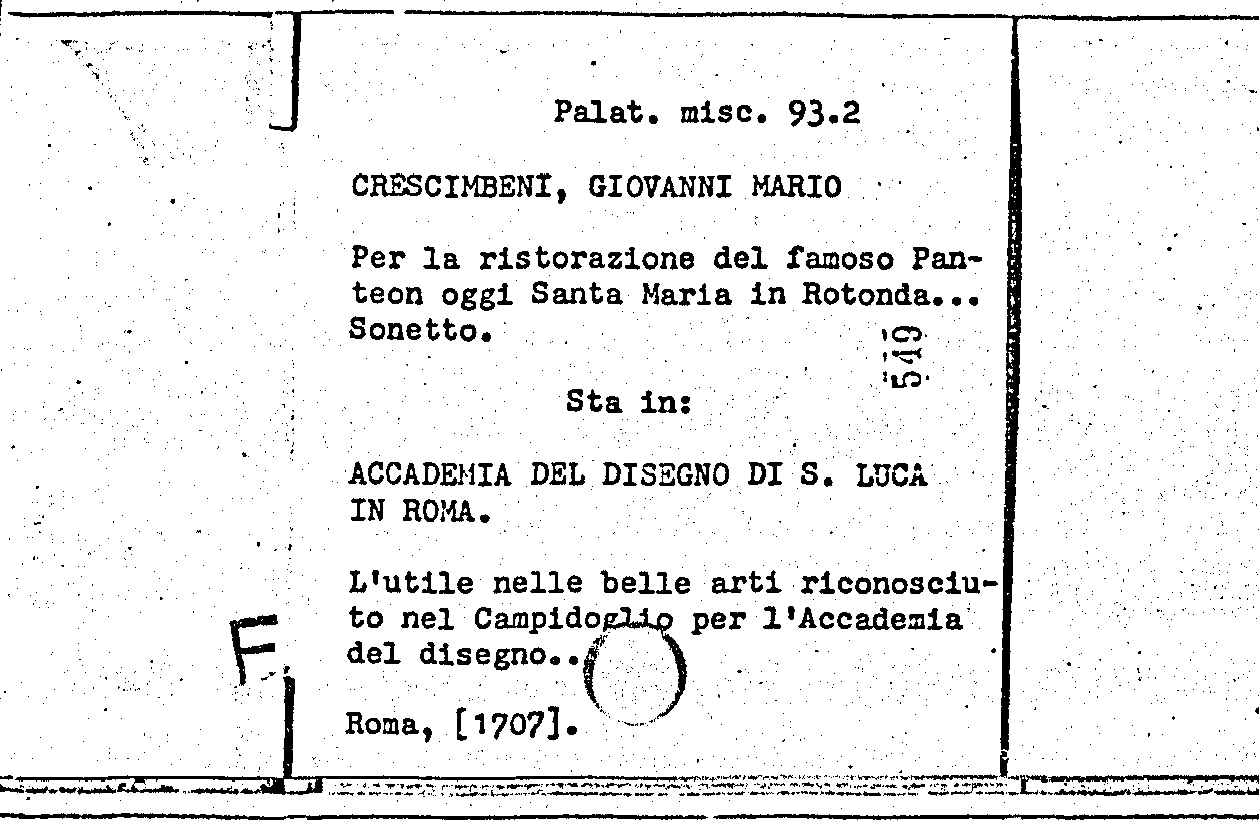 Palat. misc. 93.2
CRESCIMBENI, GIOVANNI MARIO
Per la ristorazione del famoso Pan-
teon oggi Santa Maria in Rotonda...
Sonetto.
549
Sta in:
ACCADEMIA DEL DISEGNO DI S. LUCA
IN ROMA.
L'utile nelle belle arti riconosciu-
to nel Campidoglio per l'Accademia
del disegno...
Roma, [1707].
F